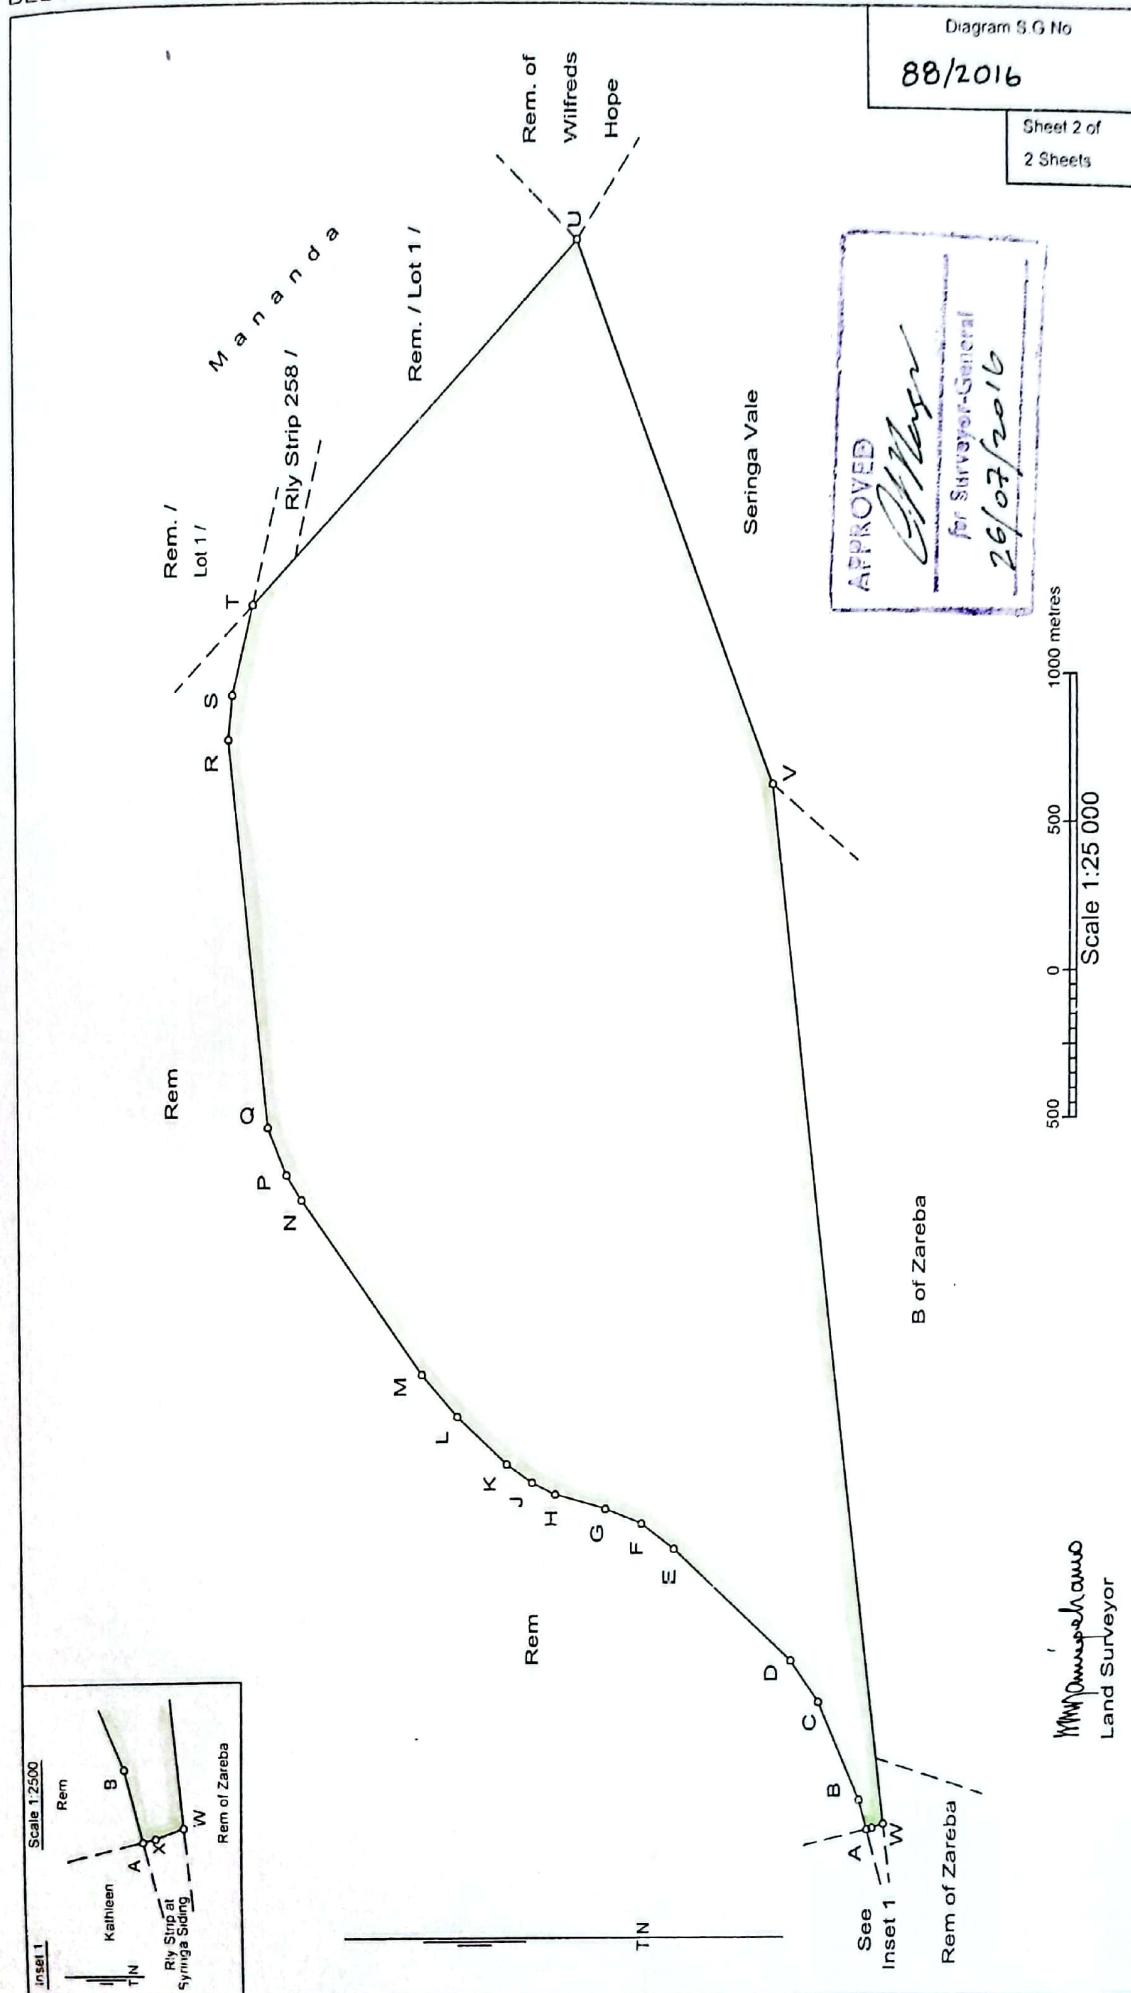 Diagram S.G No
88/2016
Sheet 2 of
2 Sheets
Inset 1
Scale 1:2500
Rem
Kathleen
A
B
X
W
Rly Strip at
Syringa Siding
Rem of Zareba
T N
Rem
Rem
Rem. /
Lot 1 /
Mananda
Rly Strip 258 /
Rem. / Lot 1 /
Rem. of
Wilfreds
Hope
A
B
C
D
E
F
G
H
J
K
L
M
N
P
Q
R
S
T
U
V
W
See
Inset 1
Rem of Zareba
B of Zareba
Seringa Vale
T N
APPROVED
for Surveyor-General
26/07/2016
500 0 500 1000 metres
Scale 1:25 000
Land Surveyor